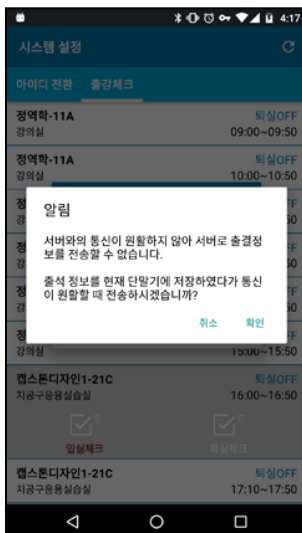 4:17
시스템 설정
아이디 전환 출강체크
정역학-11A 퇴실OFF
강의실 09:00~09:50
정역학-11A 퇴실OFF
강의실 10:00~10:50
알림
서버와의 통신이 원활하지 않아 서버로 출결정
보를 전송할 수 없습니다.
출석 정보를 현재 단말기에 저장하였다가 통신
이 원활할 때 전송하시겠습니까?
취소 확인
강의실 15:00~15:50
캡스톤디자인1-21C 퇴실OFF
지공구응용실습실 16:00~16:50
S E
입실체크 퇴실체크
캡스톤디자인1-21C 퇴실OFF
지공구응용실습실 17:10~17:50